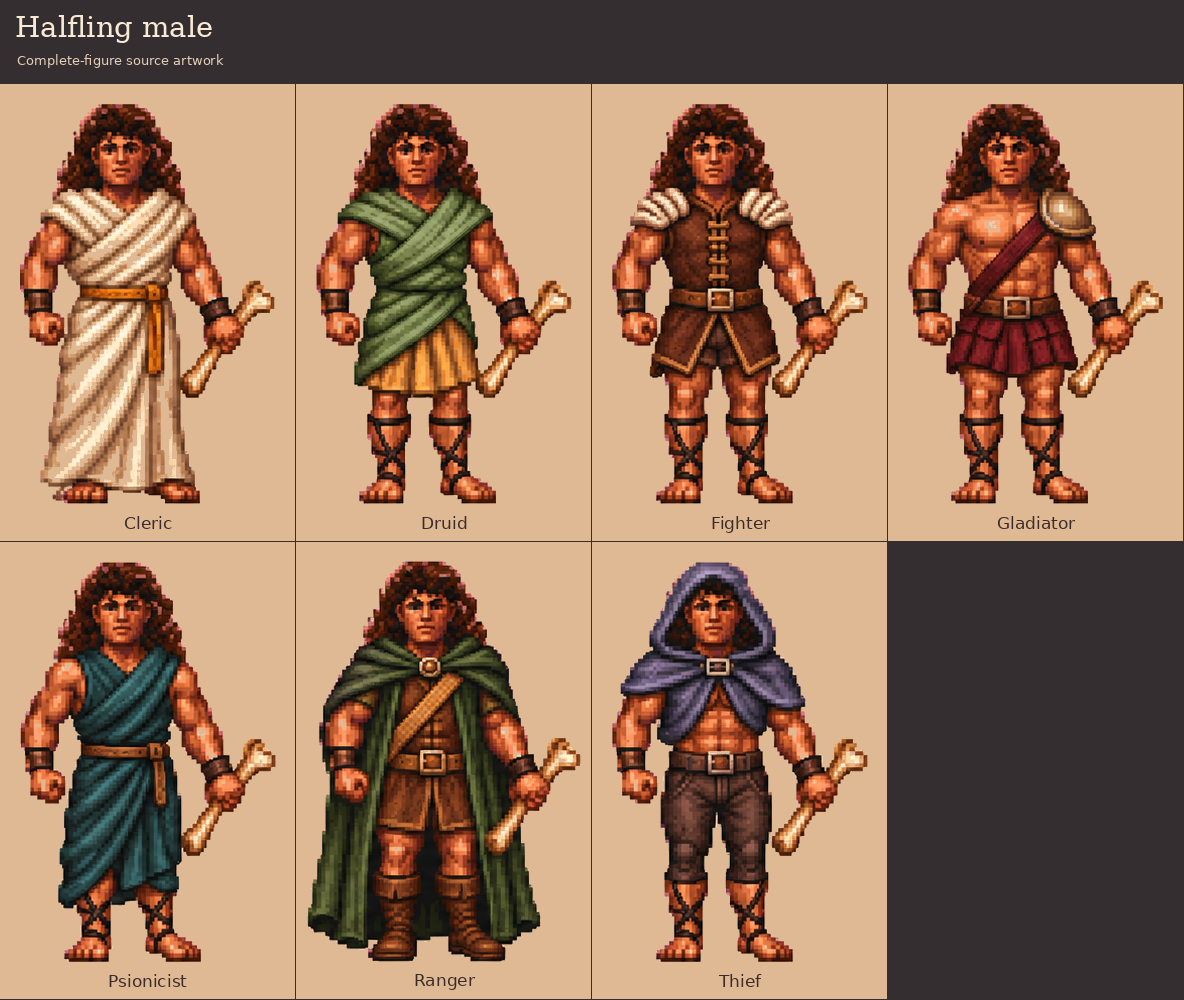 Halfling male
Complete-figure source artwork
Cleric
Druid
Fighter
Gladiator
Psionicist
Ranger
Thief